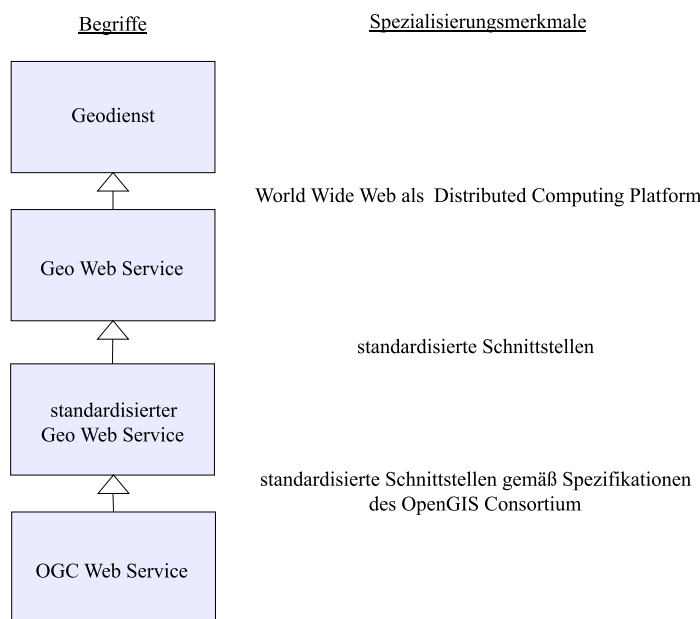 Begriffe
Spezialisierungsmerkmale
Geodienst
World Wide Web als Distributed Computing Platform
Geo Web Service
standardisierte Schnittstellen
standardisierter
Geo Web Service
standardisierte Schnittstellen gemäß Spezifikationen
des OpenGIS Consortium
OGC Web Service